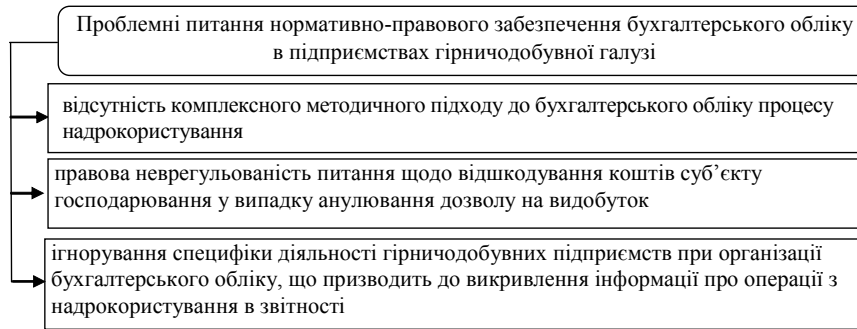 Проблемні питання нормативно-правового забезпечення бухгалтерського обліку
в підприємствах гірничодобувної галузі
відсутність комплексного методичного підходу до бухгалтерського обліку процесу
надрокористування
правова неврегульованість питання щодо відшкодування коштів суб’єкту
господарювання у випадку анулювання дозволу на видобуток
ігнорування специфіки діяльності гірничодобувних підприємств при організації
бухгалтерського обліку, що призводить до викривлення інформації про операції з
надрокористування в звітності